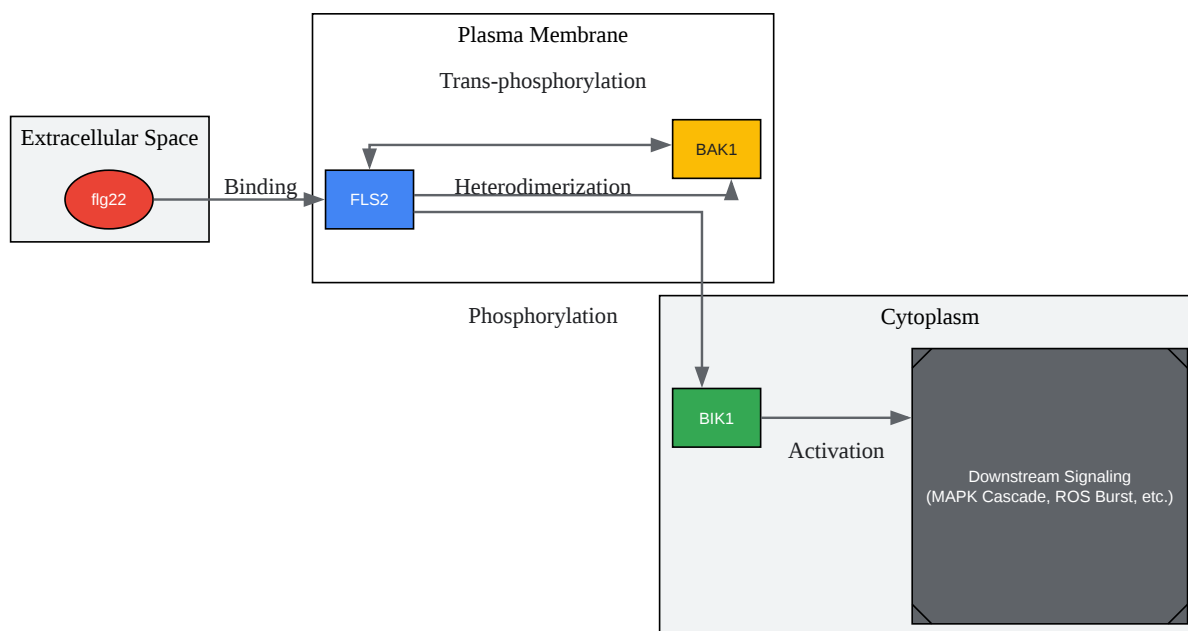 Plasma Membrane
Trans-phosphorylation
Extracellular Space
BAK1
flg22
Binding
FLS2
Heterodimerization
Phosphorylation
Cytoplasm
BIK1
Activation
Downstream Signaling
(MAPK Cascade, ROS Burst, etc.)